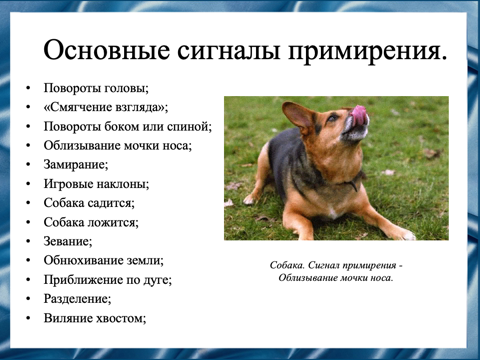 Основные сигналы примирения.
• Повороты головы;
• «Смягчение взгляда»;
• Повороты боком или спиной;
• Облизывание мочки носа;
• Замирание;
• Игровые наклоны;
• Собака садится;
• Собака ложится;
• Зевание;
• Обнюхивание земли;
• Приближение по дуге;
• Разделение;
• Виляние хвостом;
Собака. Сигнал примирения -
Облизывание мочки носа.